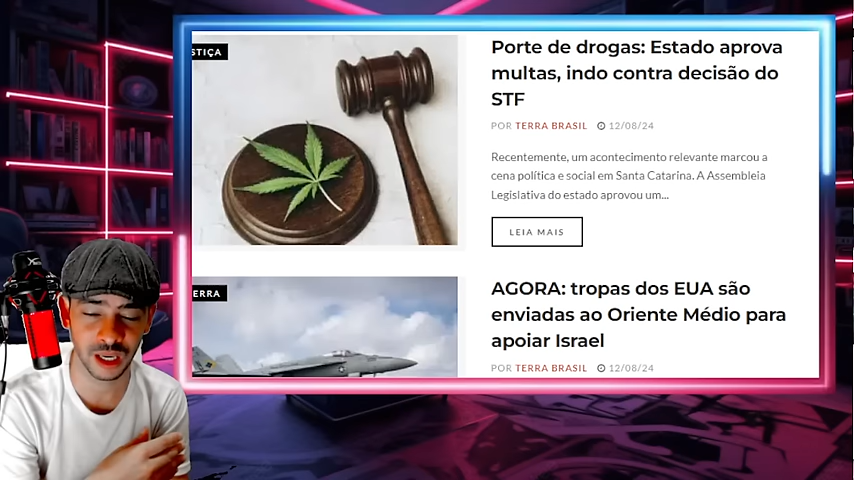 STIÇA
Porte de drogas: Estado aprova
multas, indo contra decisão do
STF
POR TERRA BRASIL 12/08/24
Recentemente, um acontecimento relevante marcou a
cena política e social em Santa Catarina. A Assembleia
Legislativa do estado aprovou um...
LEIA MAIS
ERRA
AGORA: tropas dos EUA são
enviadas ao Oriente Médio para
apoiar Israel
POR TERRA BRASIL 12/08/24